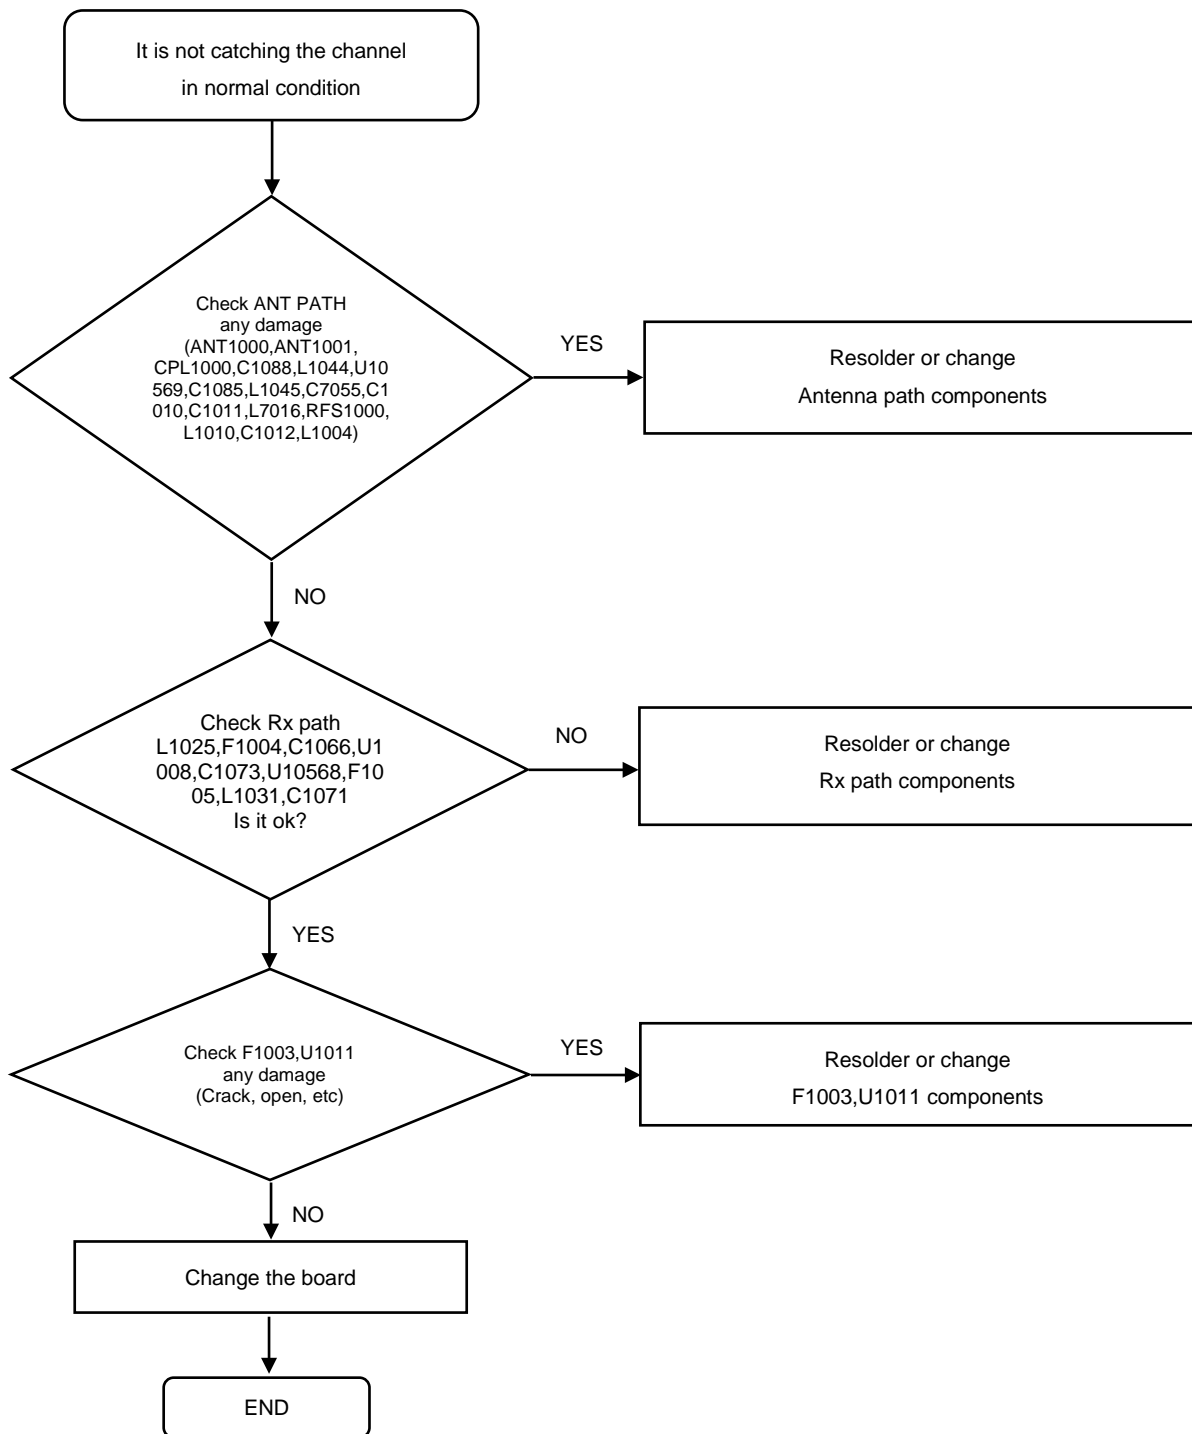 It is not catching the channel
in normal condition
Check ANT PATH
any damage
(ANT1000,ANT1001,
CPL1000,C1088,L1044,U10
569,C1085,L1045,C7055,C1
010,C1011,L7016,RFS1000,
L1010,C1012,L1004)
YES
Resolder or change
Antenna path components
NO
Check Rx path
L1025,F1004,C1066,U1
008,C1073,U10568,F10
05,L1031,C1071
Is it ok?
NO
Resolder or change
Rx path components
YES
Check F1003,U1011
any damage
(Crack, open, etc)
YES
Resolder or change
F1003,U1011 components
NO
Change the board
END